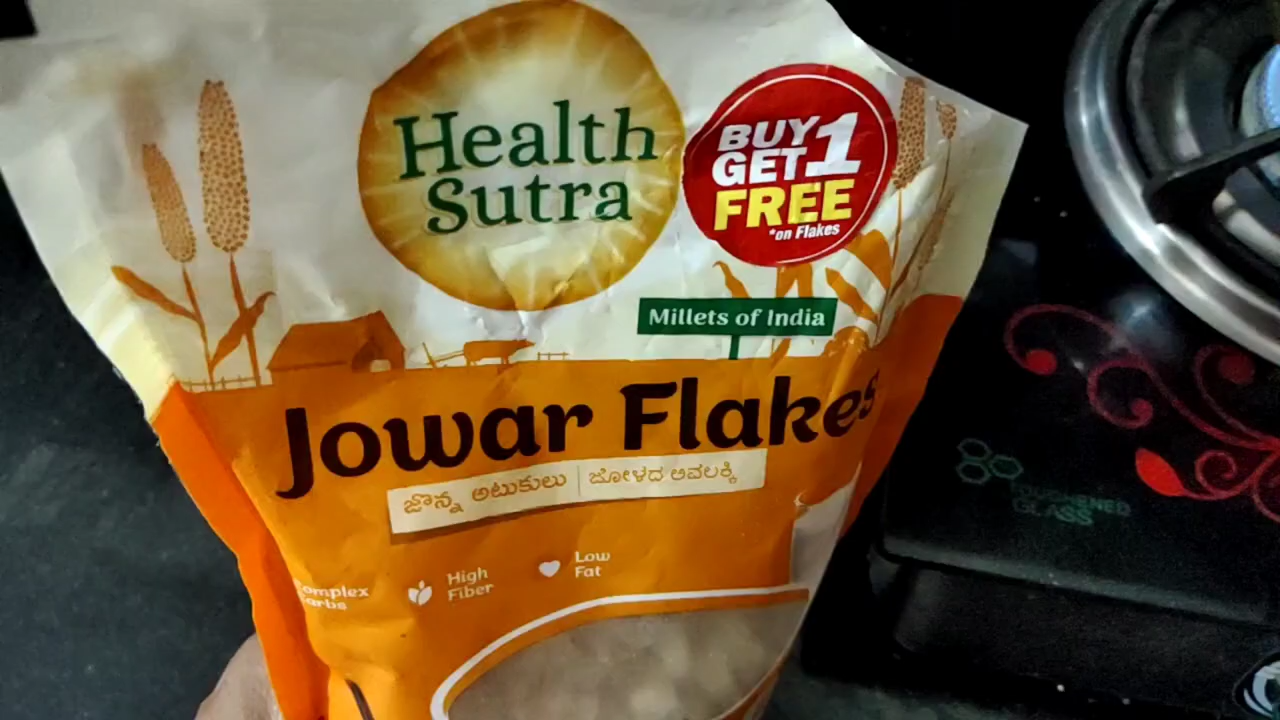 Health
Sutra
BUY 1
GET
FREE
*on Flakes
Millets of India
Jowar Flakes
జొన్న అటుకులు | ಜೋಳದ ಅವಲಕ್ಕಿ
High
Fiber
Low
Fat
GLASS